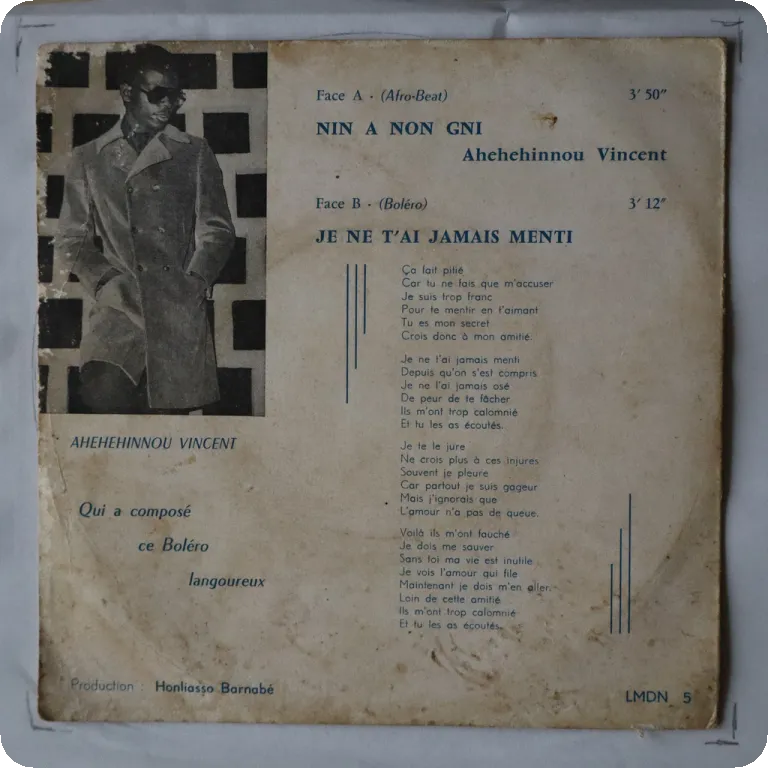 Face A - (Afro-Beat) 3' 50"
NIN A NON GNI
Ahehehinnou Vincent
Face B - (Boléro) 3' 12"
JE NE T'AI JAMAIS MENTI
Ça fait pitié
Car tu ne fais que m'accuser
Je suis trop franc
Pour te mentir en t'aimant
Tu es mon secret
Crois donc à mon amitié.
Je ne t'ai jamais menti
Depuis qu'on s'est compris
Je ne l'ai jamais osé
De peur de te fâcher
Ils m'ont trop calomnié
Et tu les as écoutés.
Je te le jure
Ne crois plus à ces injures
Souvent je pleure
Car partout je suis gageur
Mais j'ignorais que
L'amour n'a pas de queue.
Voilà ils m'ont fauché
Je dois me sauver
Sans toi ma vie est inutile
Je vois l'amour qui file
Maintenant je dois m'en aller.
Loin de cette amitié
Ils m'ont trop calomnié
Et tu les as écoutés.
AHEHEHINNOU VINCENT
Qui a composé
ce Boléro
langoureux
Production : Honliasso Barnabé
LMDN 5